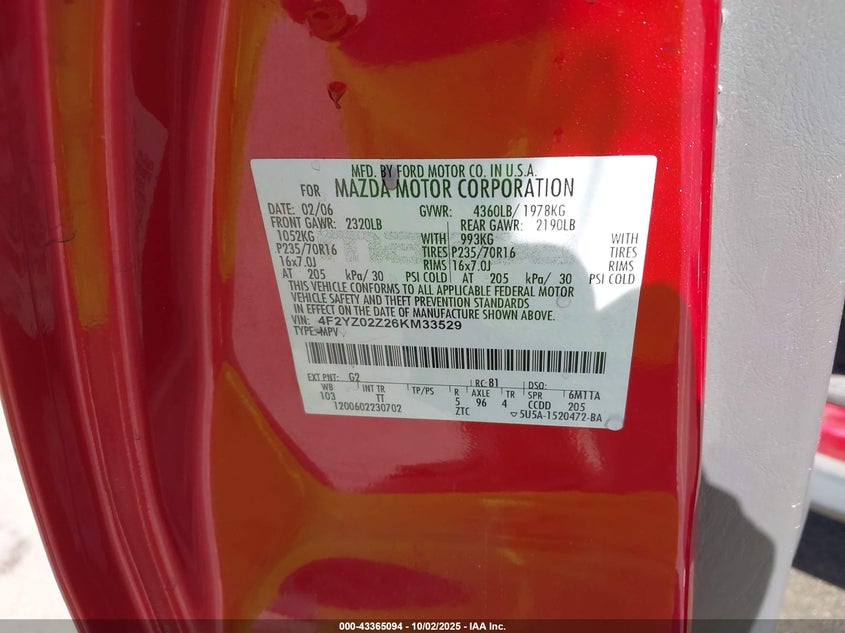 MFD. BY FORD MOTOR CO. IN U.S.A.
FOR MAZDA MOTOR CORPORATION
DATE: 02/06 GVWR: 4360LB/ 1978KG
FRONT GAWR: 2320LB REAR GAWR: 2190LB
1052KG WITH 993KG WITH
P235/70R16 TIRES P235/70R16 TIRES
16x7.0J RIMS 16x7.0J RIMS
AT 205 kPa/ 30 PSI COLD AT 205 kPa/ 30 PSI COLD
THIS VEHICLE CONFORMS TO ALL APPLICABLE FEDERAL MOTOR
VEHICLE SAFETY AND THEFT PREVENTION STANDARDS
IN EFFECT ON THE DATE OF MANUFACTURE SHOWN ABOVE.
VIN: 4F2YZ02Z26KM33529
TYPE: MPV
EXT PNT: G2 RC: 81 DSO:
WB INT TR TP/PS R AXLE TR SPR 6M11A
103 TT 5 96 4 CCDD 205
1200602230702 ZTC 5U5A-1520472-BA
000-43365094 - 10/02/2025 - IAA Inc.